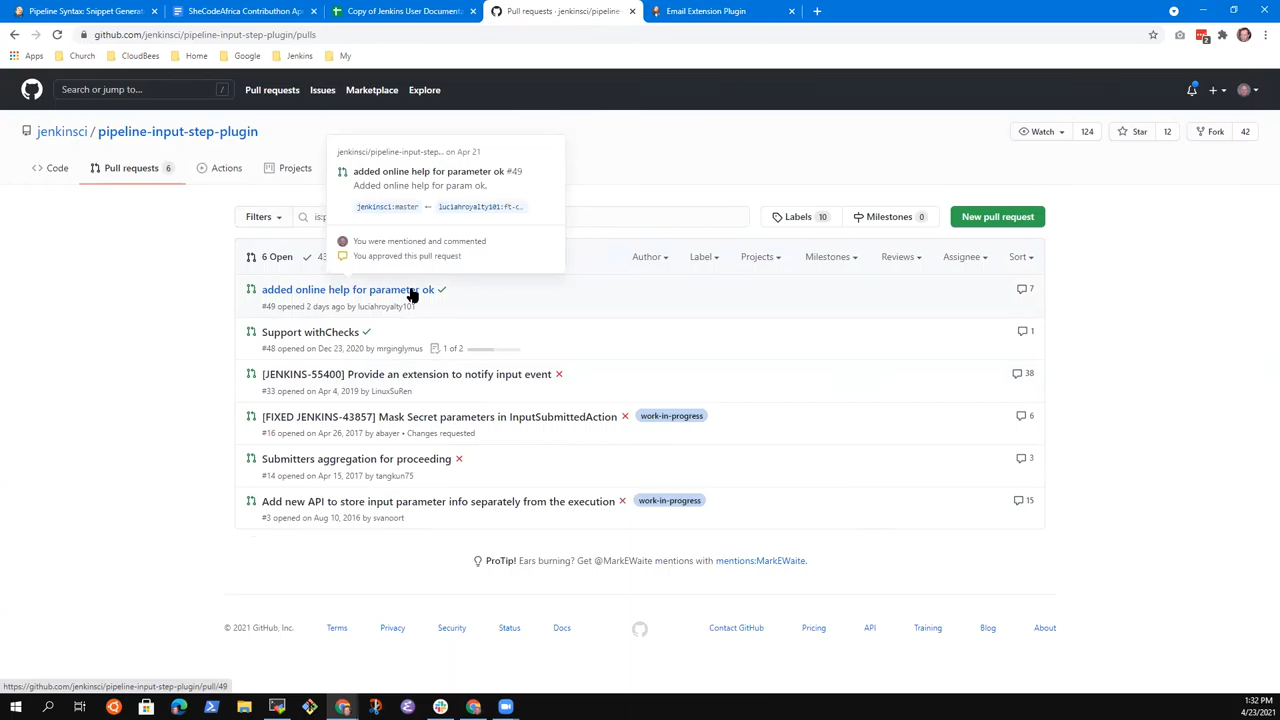 Pipeline Syntax: Snippet Generat
SheCodeAfrica Contributhon Ap
Copy of Jenkins User Documenta
Pull requests · jenkinsci/pipeline
Email Extension Plugin
github.com/jenkinsci/pipeline-input-step-plugin/pulls
Apps
Church
CloudBees
Home
Google
Jenkins
My
Search or jump to...
/
Pull requests
Issues
Marketplace
Explore
jenkinsci / pipeline-input-step-plugin
Watch 124
Star 12
Fork 42
Code
Pull requests 6
Actions
Projects
jenkinsci/pipeline-input-step... on Apr 21
added online help for parameter ok #49
Added online help for param ok.
jenkinsci:master ← luciahroyalty101:ft-c…
You were mentioned and commented
You approved this pull request
Filters
is:p
Labels 10
Milestones 0
New pull request
6 Open
43
Author
Label
Projects
Milestones
Reviews
Assignee
Sort
added online help for parameter ok
7
#49 opened 2 days ago by luciahroyalty101
Support withChecks
1
#48 opened on Dec 23, 2020 by mrginglymus
1 of 2
[JENKINS-55400] Provide an extension to notify input event
38
#33 opened on Apr 4, 2019 by LinuxSuRen
[FIXED JENKINS-43857] Mask Secret parameters in InputSubmittedAction
work-in-progress
6
#16 opened on Apr 26, 2017 by abayer • Changes requested
Submitters aggregation for proceeding
3
#14 opened on Apr 15, 2017 by tangkun75
Add new API to store input parameter info separately from the execution
work-in-progress
15
#3 opened on Aug 10, 2016 by svanoort
ProTip! Ears burning? Get @MarkEWaite mentions with mentions:MarkEWaite.
© 2021 GitHub, Inc.
Terms
Privacy
Security
Status
Docs
Contact GitHub
Pricing
API
Training
Blog
About
https://github.com/jenkinsci/pipeline-input-step-plugin/pull/49
1:32 PM
4/23/2021